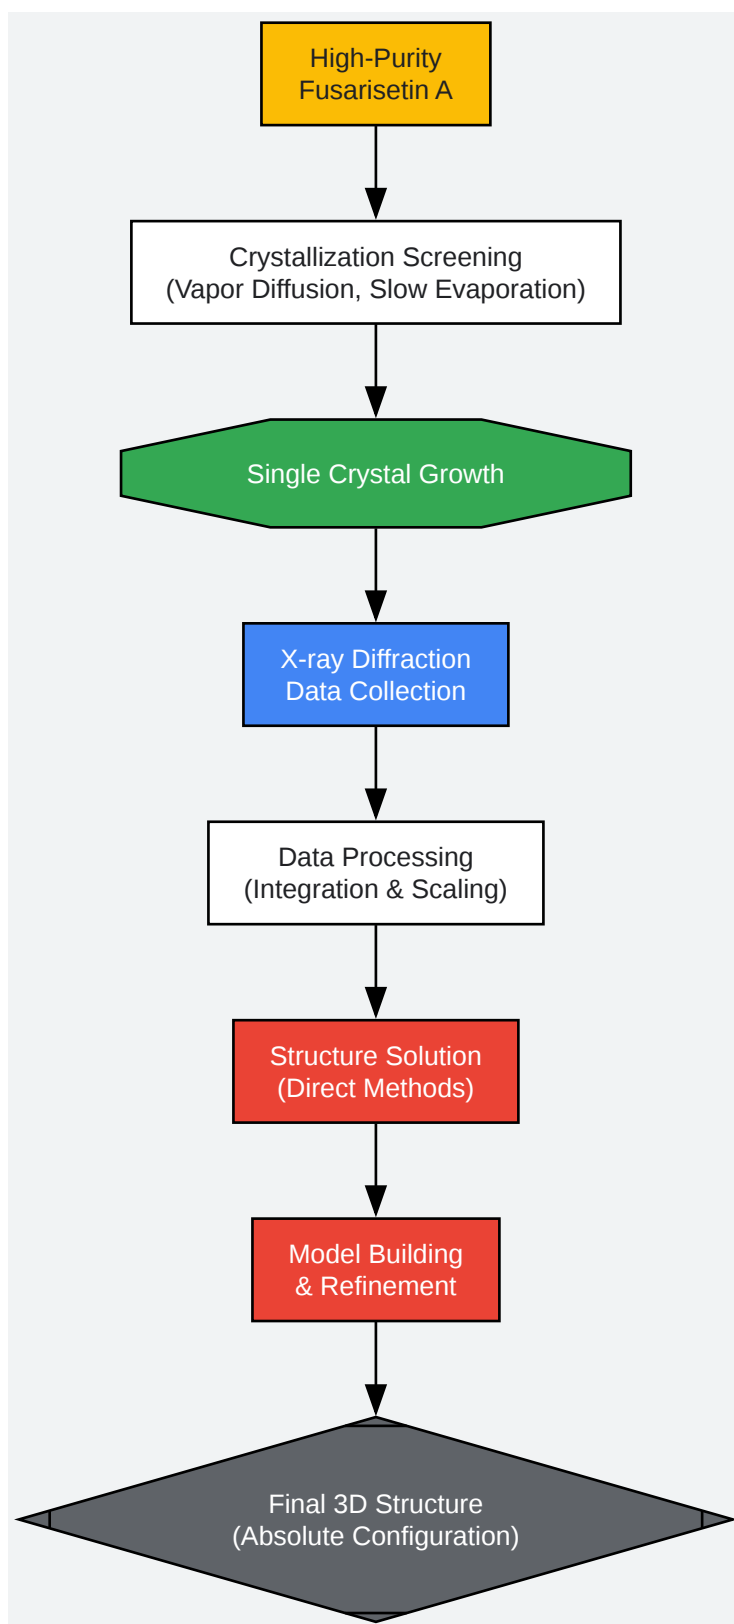 High-Purity
Fusarisetin A
Crystallization Screening
(Vapor Diffusion, Slow Evaporation)
Single Crystal Growth
X-ray Diffraction
Data Collection
Data Processing
(Integration & Scaling)
Structure Solution
(Direct Methods)
Model Building
& Refinement
Final 3D Structure
(Absolute Configuration)